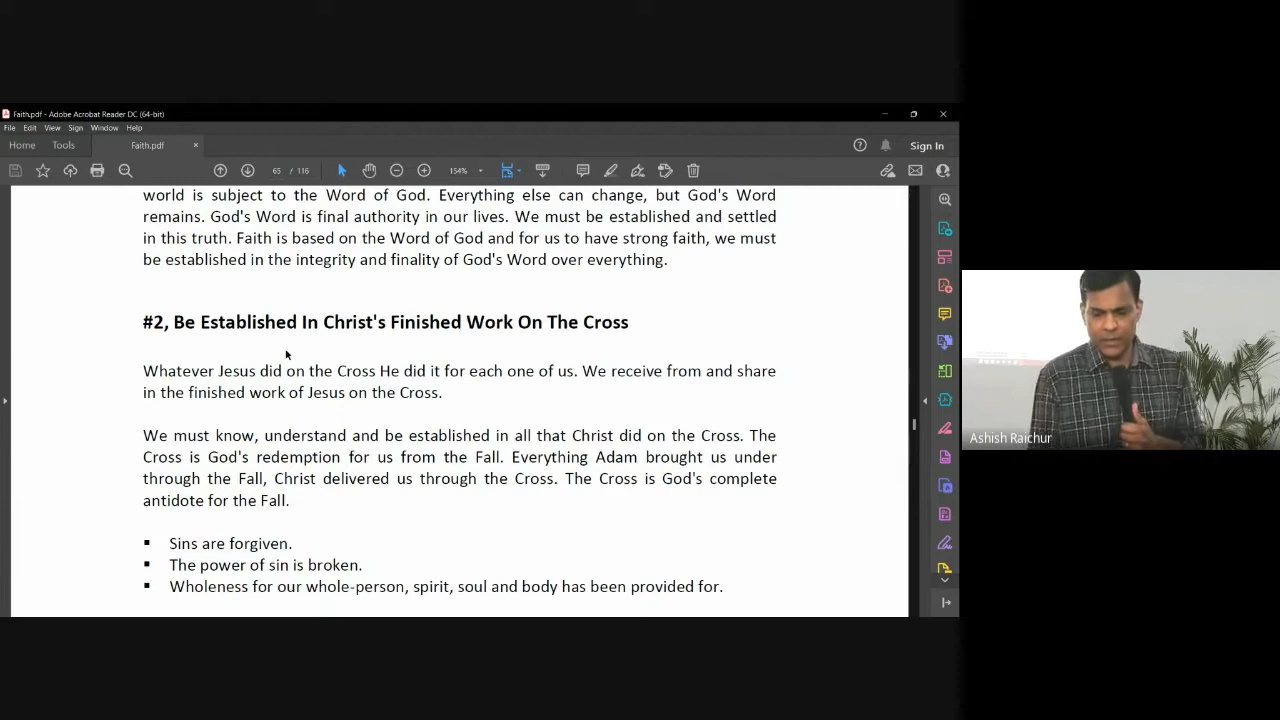 Faith.pdf - Adobe Acrobat Reader DC (64-bit)
File Edit View Sign Window Help
Home Tools Faith.pdf × Sign In
65 / 116 154%
world is subject to the Word of God. Everything else can change, but God's Word
remains. God's Word is final authority in our lives. We must be established and settled
in this truth. Faith is based on the Word of God and for us to have strong faith, we must
be established in the integrity and finality of God's Word over everything.
#2, Be Established In Christ's Finished Work On The Cross
Whatever Jesus did on the Cross He did it for each one of us. We receive from and share
in the finished work of Jesus on the Cross.
We must know, understand and be established in all that Christ did on the Cross. The
Cross is God's redemption for us from the Fall. Everything Adam brought us under
through the Fall, Christ delivered us through the Cross. The Cross is God's complete
antidote for the Fall.
▪ Sins are forgiven.
▪ The power of sin is broken.
▪ Wholeness for our whole-person, spirit, soul and body has been provided for.
Ashish Raichur